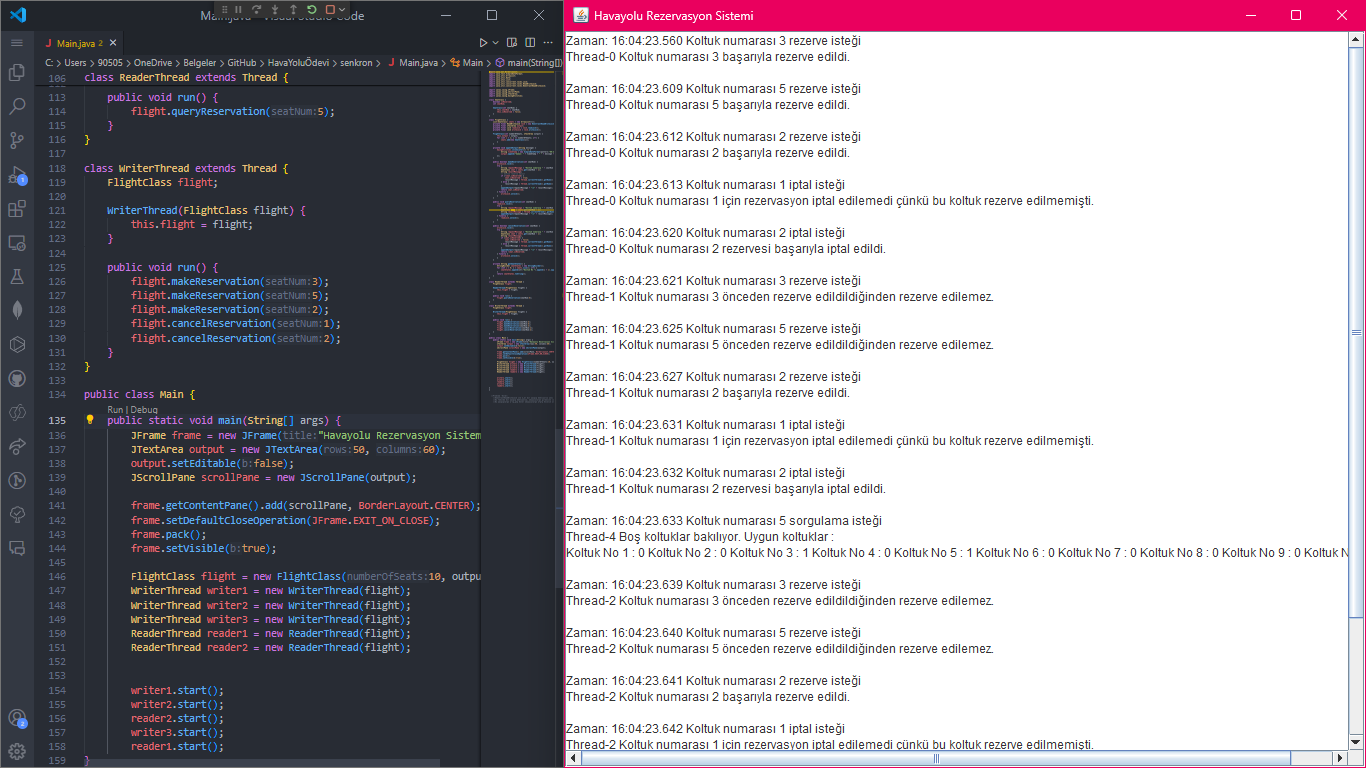 Main.java - Visual Studio Code
Main.java 2
C: > Users > 90505 > OneDrive > Belgeler > GitHub > HavaYoluÖdevi > senkron > Main.java > Main > main(String[])
106 class ReaderThread extends Thread {
113 public void run() {
114 flight.queryReservation(seatNum:5);
115 }
116 }
117
118 class WriterThread extends Thread {
119 FlightClass flight;
120
121 WriterThread(FlightClass flight) {
122 this.flight = flight;
123 }
124
125 public void run() {
126 flight.makeReservation(seatNum:3);
127 flight.makeReservation(seatNum:5);
128 flight.makeReservation(seatNum:2);
129 flight.cancelReservation(seatNum:1);
130 flight.cancelReservation(seatNum:2);
131 }
132 }
133
134 public class Main {
Run | Debug
135 public static void main(String[] args) {
136 JFrame frame = new JFrame(title:"Havayolu Rezervasyon Sistem
137 JTextArea output = new JTextArea(rows:50, columns:60);
138 output.setEditable(b:false);
139 JScrollPane scrollPane = new JScrollPane(output);
140
141 frame.getContentPane().add(scrollPane, BorderLayout.CENTER);
142 frame.setDefaultCloseOperation(JFrame.EXIT_ON_CLOSE);
143 frame.pack();
144 frame.setVisible(b:true);
145
146 FlightClass flight = new FlightClass(numberOfSeats:10, outpu
147 WriterThread writer1 = new WriterThread(flight);
148 WriterThread writer2 = new WriterThread(flight);
149 WriterThread writer3 = new WriterThread(flight);
150 ReaderThread reader1 = new ReaderThread(flight);
151 ReaderThread reader2 = new ReaderThread(flight);
152
153
154 writer1.start();
155 writer2.start();
156 reader2.start();
157 writer3.start();
158 reader1.start();
159 }
1
2
Havayolu Rezervasyon Sistemi
Zaman: 16:04:23.560 Koltuk numarası 3 rezerve isteği
Thread-0 Koltuk numarası 3 başarıyla rezerve edildi.
Zaman: 16:04:23.609 Koltuk numarası 5 rezerve isteği
Thread-0 Koltuk numarası 5 başarıyla rezerve edildi.
Zaman: 16:04:23.612 Koltuk numarası 2 rezerve isteği
Thread-0 Koltuk numarası 2 başarıyla rezerve edildi.
Zaman: 16:04:23.613 Koltuk numarası 1 iptal isteği
Thread-0 Koltuk numarası 1 için rezervasyon iptal edilemedi çünkü bu koltuk rezerve edilmemişti.
Zaman: 16:04:23.620 Koltuk numarası 2 iptal isteği
Thread-0 Koltuk numarası 2 rezervesi başarıyla iptal edildi.
Zaman: 16:04:23.621 Koltuk numarası 3 rezerve isteği
Thread-1 Koltuk numarası 3 önceden rezerve edildildiğinden rezerve edilemez.
Zaman: 16:04:23.625 Koltuk numarası 5 rezerve isteği
Thread-1 Koltuk numarası 5 önceden rezerve edildildiğinden rezerve edilemez.
Zaman: 16:04:23.627 Koltuk numarası 2 rezerve isteği
Thread-1 Koltuk numarası 2 başarıyla rezerve edildi.
Zaman: 16:04:23.631 Koltuk numarası 1 iptal isteği
Thread-1 Koltuk numarası 1 için rezervasyon iptal edilemedi çünkü bu koltuk rezerve edilmemişti.
Zaman: 16:04:23.632 Koltuk numarası 2 iptal isteği
Thread-1 Koltuk numarası 2 rezervesi başarıyla iptal edildi.
Zaman: 16:04:23.633 Koltuk numarası 5 sorgulama isteği
Thread-4 Boş koltuklar bakılıyor. Uygun koltuklar :
Koltuk No 1 : 0 Koltuk No 2 : 0 Koltuk No 3 : 1 Koltuk No 4 : 0 Koltuk No 5 : 1 Koltuk No 6 : 0 Koltuk No 7 : 0 Koltuk No 8 : 0 Koltuk No 9 : 0 Koltuk N
Zaman: 16:04:23.639 Koltuk numarası 3 rezerve isteği
Thread-2 Koltuk numarası 3 önceden rezerve edildildiğinden rezerve edilemez.
Zaman: 16:04:23.640 Koltuk numarası 5 rezerve isteği
Thread-2 Koltuk numarası 5 önceden rezerve edildildiğinden rezerve edilemez.
Zaman: 16:04:23.641 Koltuk numarası 2 rezerve isteği
Thread-2 Koltuk numarası 2 başarıyla rezerve edildi.
Zaman: 16:04:23.642 Koltuk numarası 1 iptal isteği
Thread-2 Koltuk numarası 1 için rezervasyon iptal edilemedi çünkü bu koltuk rezerve edilmemişti.